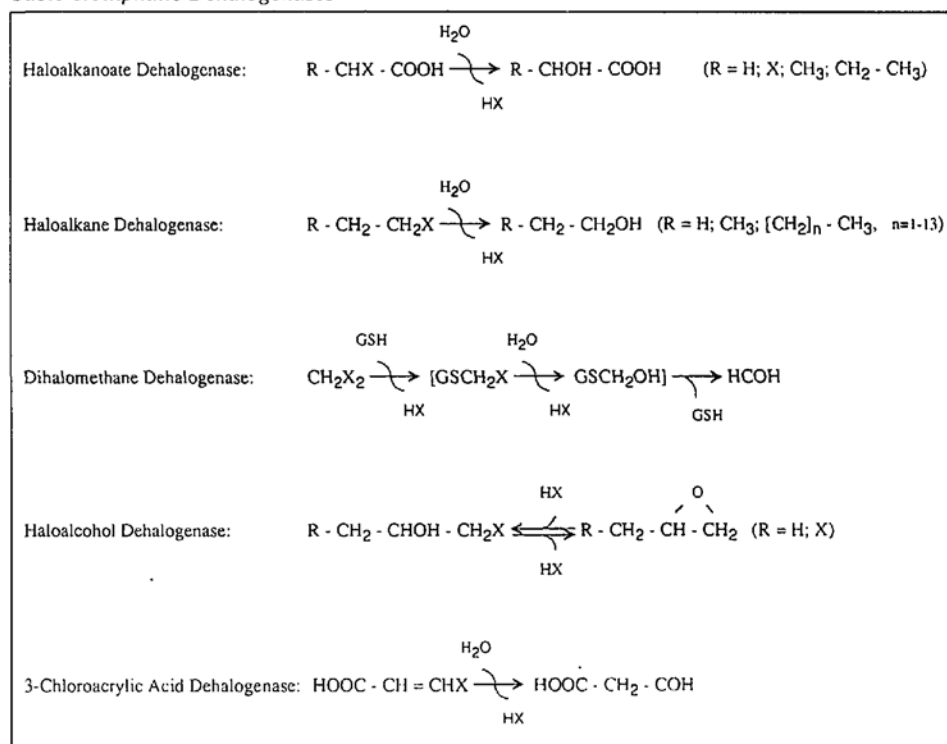 H₂O
Haloalkanoate Dehalogenase: R - CHX - COOH → R - CHOH - COOH (R = H; X; CH₃; CH₂ - CH₃)
HX
H₂O
Haloalkane Dehalogenase: R - CH₂ - CH₂X → R - CH₂ - CH₂OH (R = H; CH₃; [CH₂]ₙ - CH₃, n=1-13)
HX
GSH H₂O
Dihalomethane Dehalogenase: CH₂X₂ → [GSCH₂X → GSCH₂OH] → HCOH
HX HX GSH
HX O
Haloalcohol Dehalogenase: R - CH₂ - CHOH - CH₂X ⇌ R - CH₂ - CH - CH₂ (R = H; X)
HX
H₂O
3-Chloroacrylic Acid Dehalogenase: HOOC - CH = CHX → HOOC - CH₂ - COH
HX